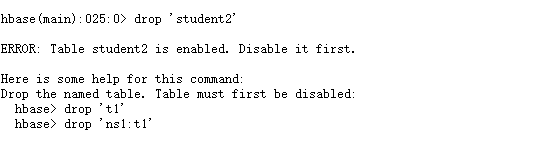 hbase(main):025:0> drop 'student2'
ERROR: Table student2 is enabled. Disable it first.
Here is some help for this command:
Drop the named table. Table must first be disabled:
hbase> drop 't1'
hbase> drop 'ns1:t1'